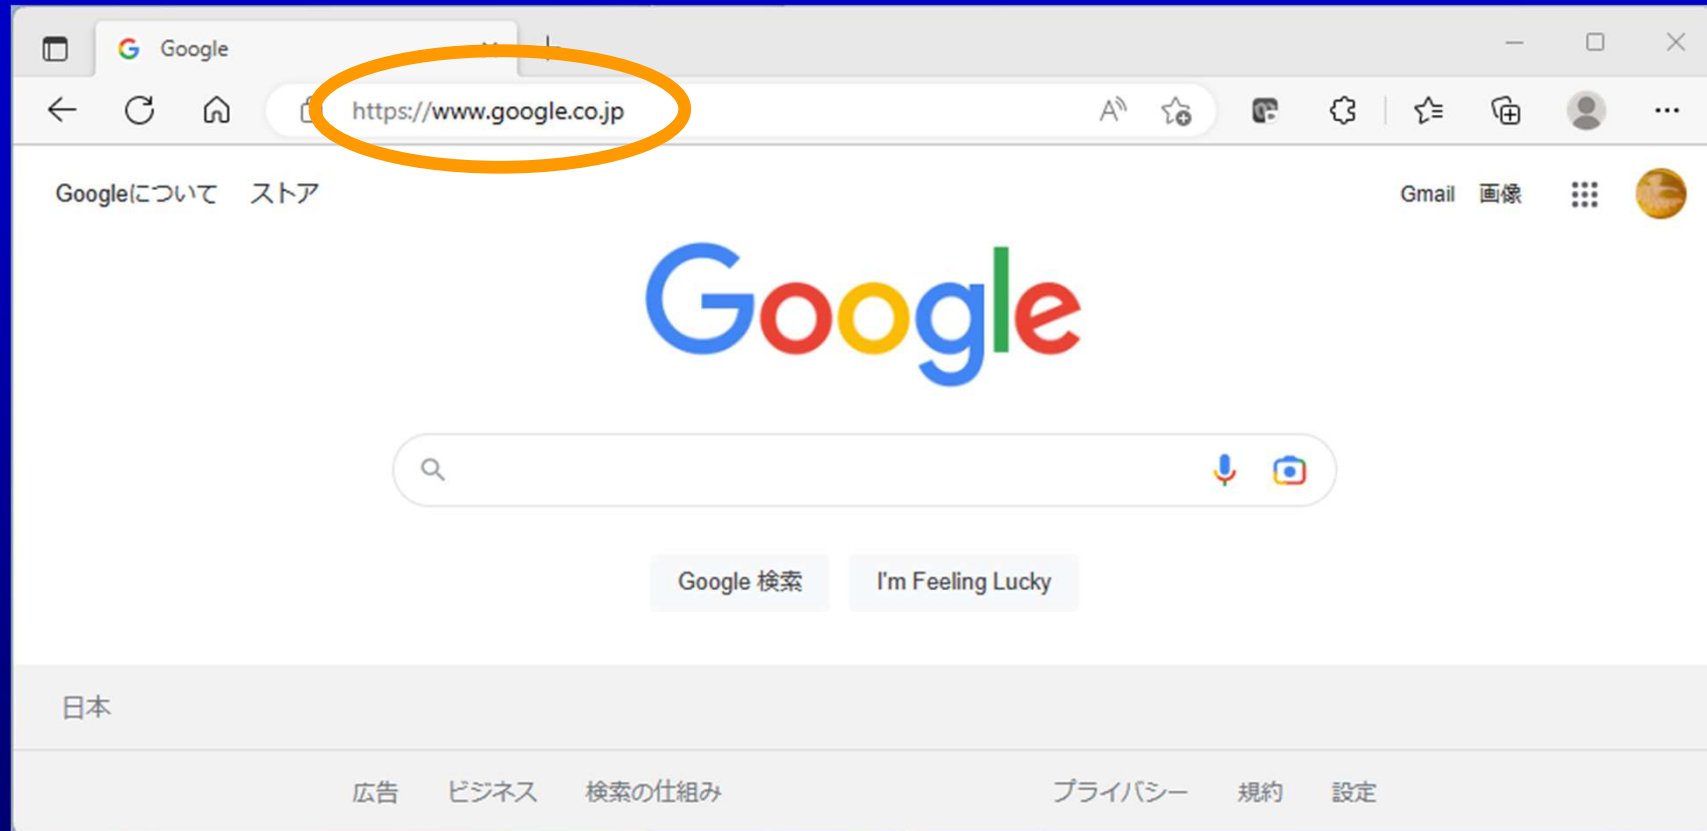 Google
https://www.google.co.jp
Googleについて ストア Gmail 画像
Google
Google 検索 I'm Feeling Lucky
日本
広告 ビジネス 検索の仕組み プライバシー 規約 設定